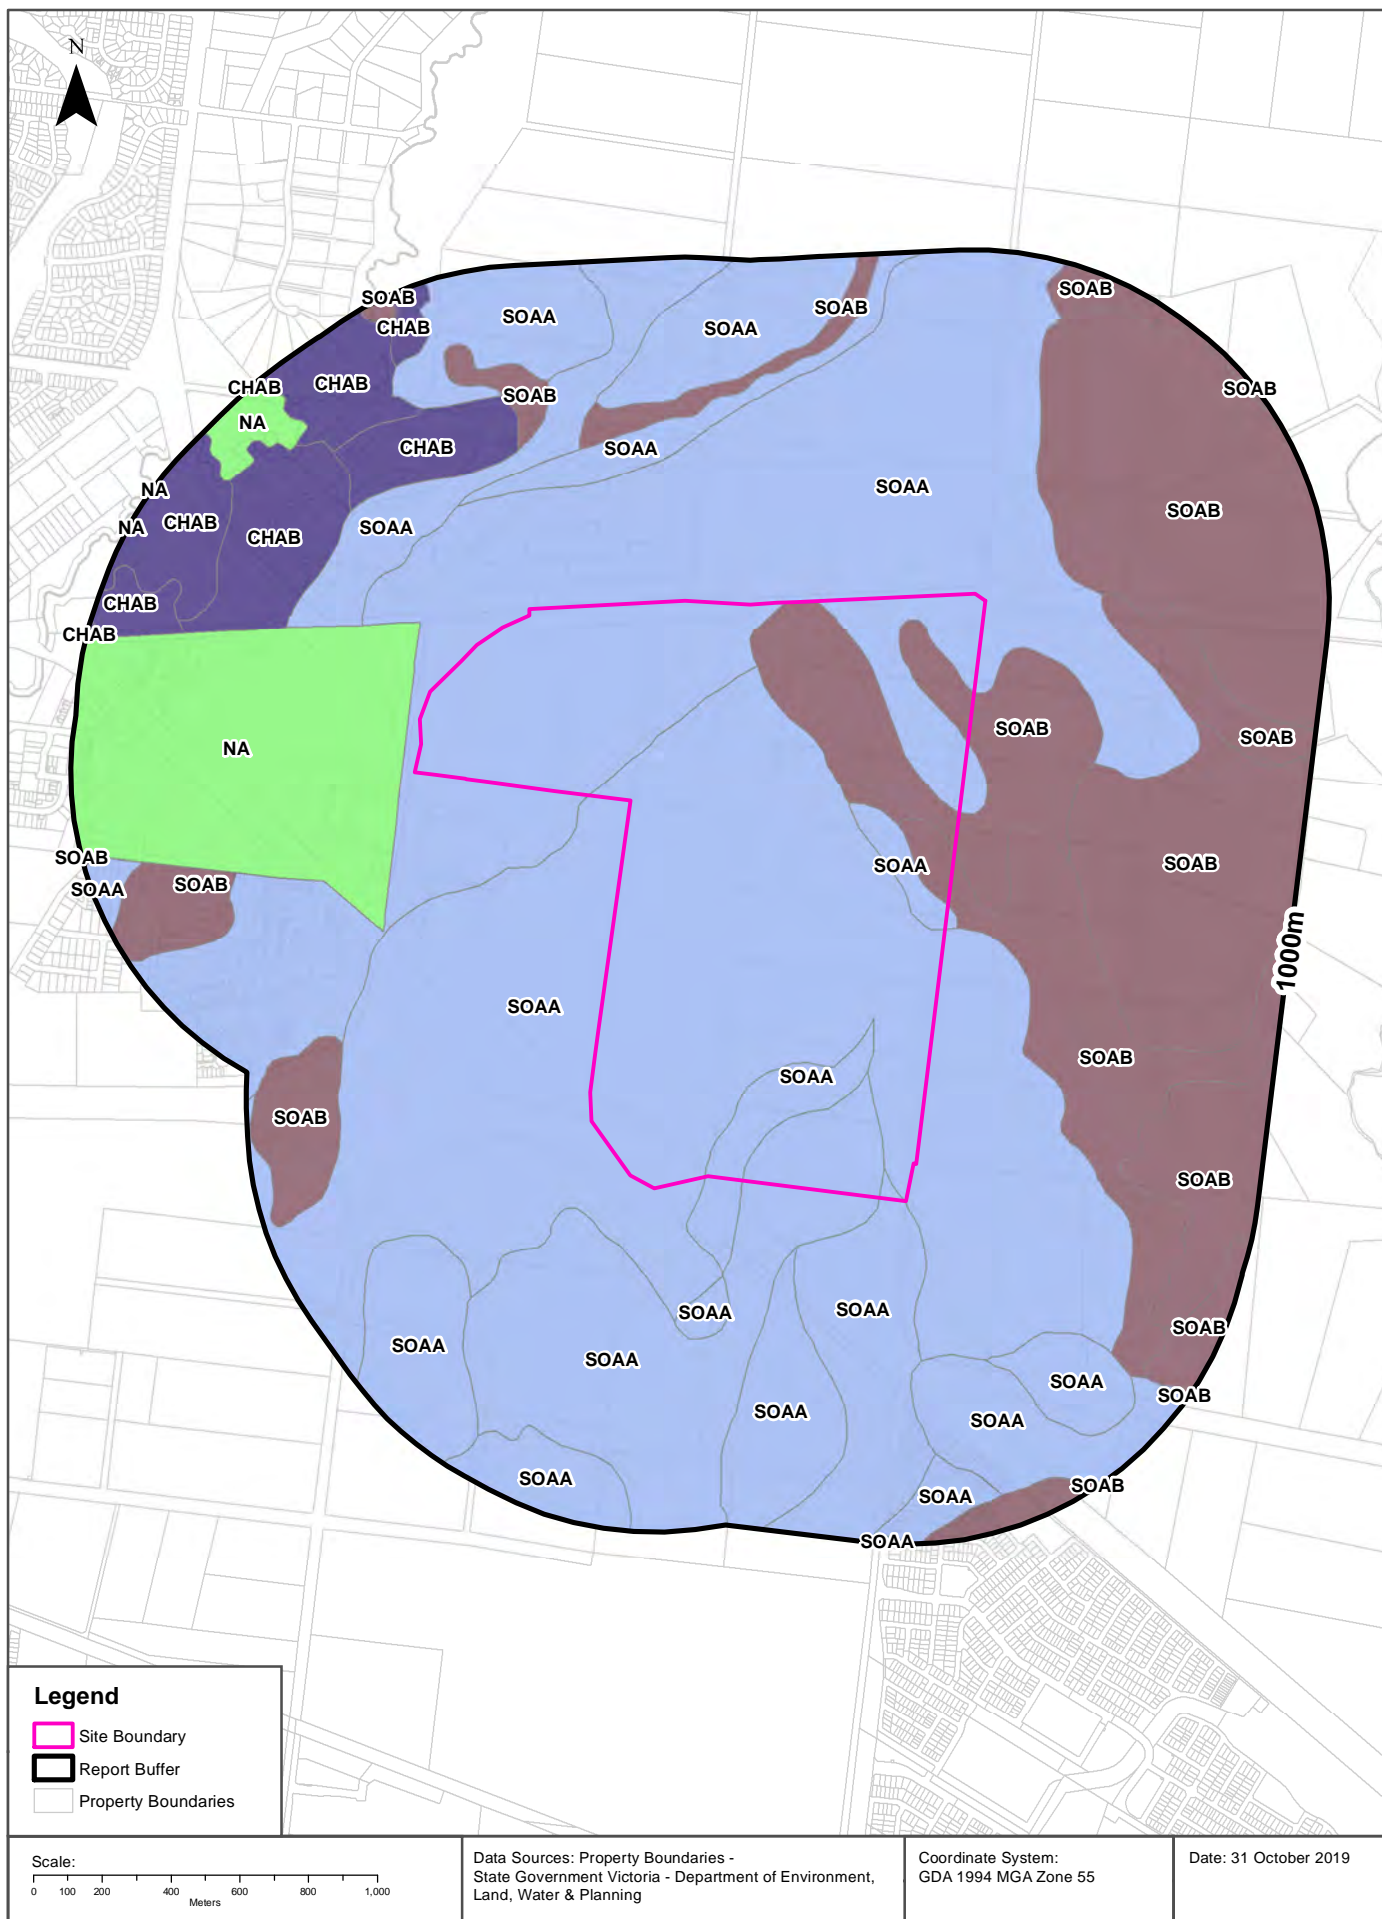 N
SOAB
SOAB
CHAB
SOAA
SOAA
SOAB
CHAB
CHAB
SOAB
SOAB
NA
CHAB
SOAA
NA
SOAA
SOAB
NA
CHAB
SOAA
CHAB
CHAB
CHAB
SOAB
SOAB
NA
SOAB
SOAA
SOAB
SOAB
SOAA
SOAB
1000m
SOAA
SOAB
SOAA
SOAB
SOAB
SOAA
SOAA
SOAB
SOAA
SOAA
SOAA
SOAB
SOAA
SOAA
SOAA
SOAB
SOAA
SOAA
Legend
Site Boundary
Report Buffer
Property Boundaries
Scale:
0 100 200 400 600 800 1,000
Meters
Data Sources: Property Boundaries -
State Government Victoria - Department of Environment,
Land, Water & Planning
Coordinate System:
GDA 1994 MGA Zone 55
Date: 31 October 2019